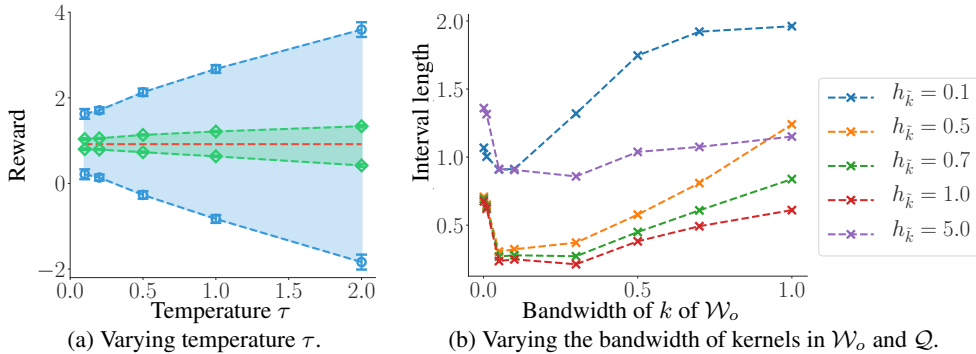 4
2
0
−2
Reward
0.0 0.5 1.0 1.5 2.0
Temperature τ
(a) Varying temperature τ.
2.0
1.5
1.0
0.5
Interval length
0.0 0.5 1.0
Bandwidth of k of 𝒲ₒ
(b) Varying the bandwidth of kernels in 𝒲ₒ and 𝒬.
h_k̃ = 0.1
h_k̃ = 0.5
h_k̃ = 0.7
h_k̃ = 1.0
h_k̃ = 5.0